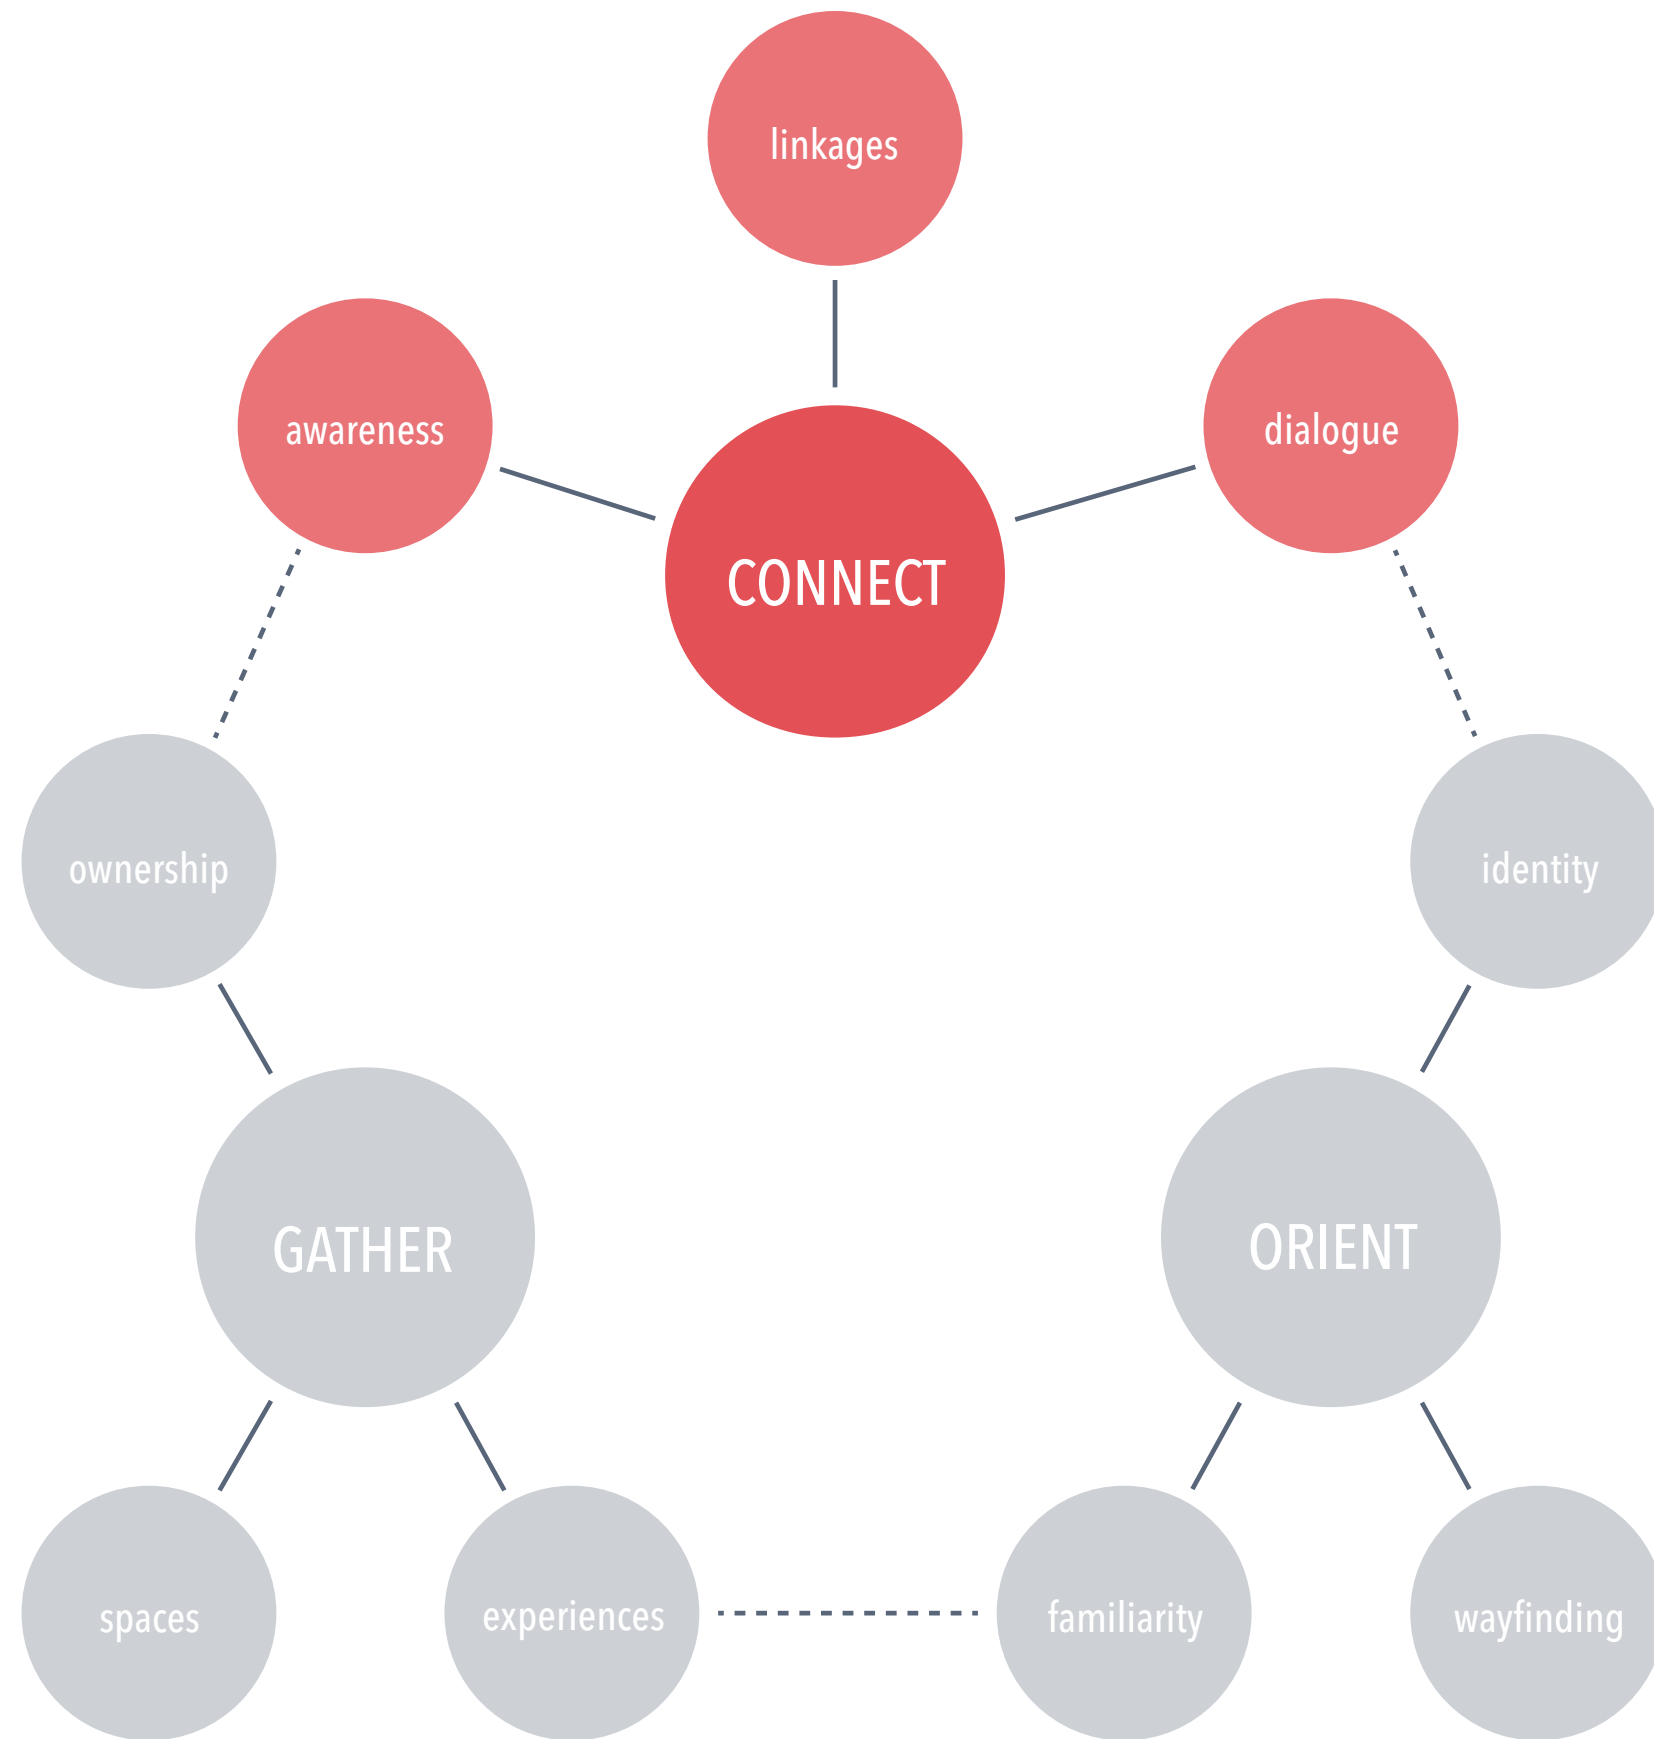 linkages
awareness
dialogue
CONNECT
ownership
identity
GATHER
ORIENT
spaces
experiences
familiarity
wayfinding